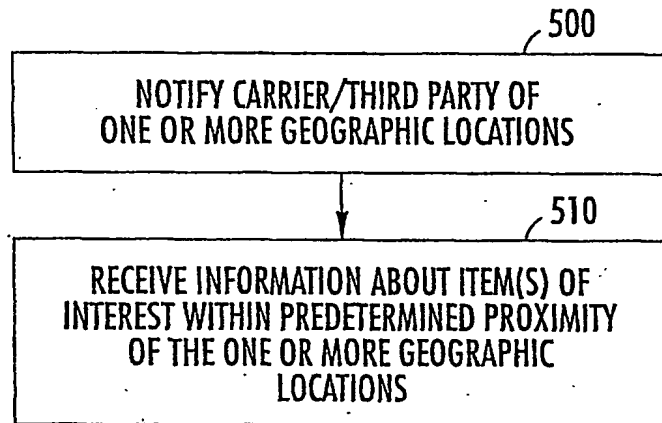 500
NOTIFY CARRIER/THIRD PARTY OF
ONE OR MORE GEOGRAPHIC LOCATIONS
510
RECEIVE INFORMATION ABOUT ITEM(S) OF
INTEREST WITHIN PREDETERMINED PROXIMITY
OF THE ONE OR MORE GEOGRAPHIC
LOCATIONS